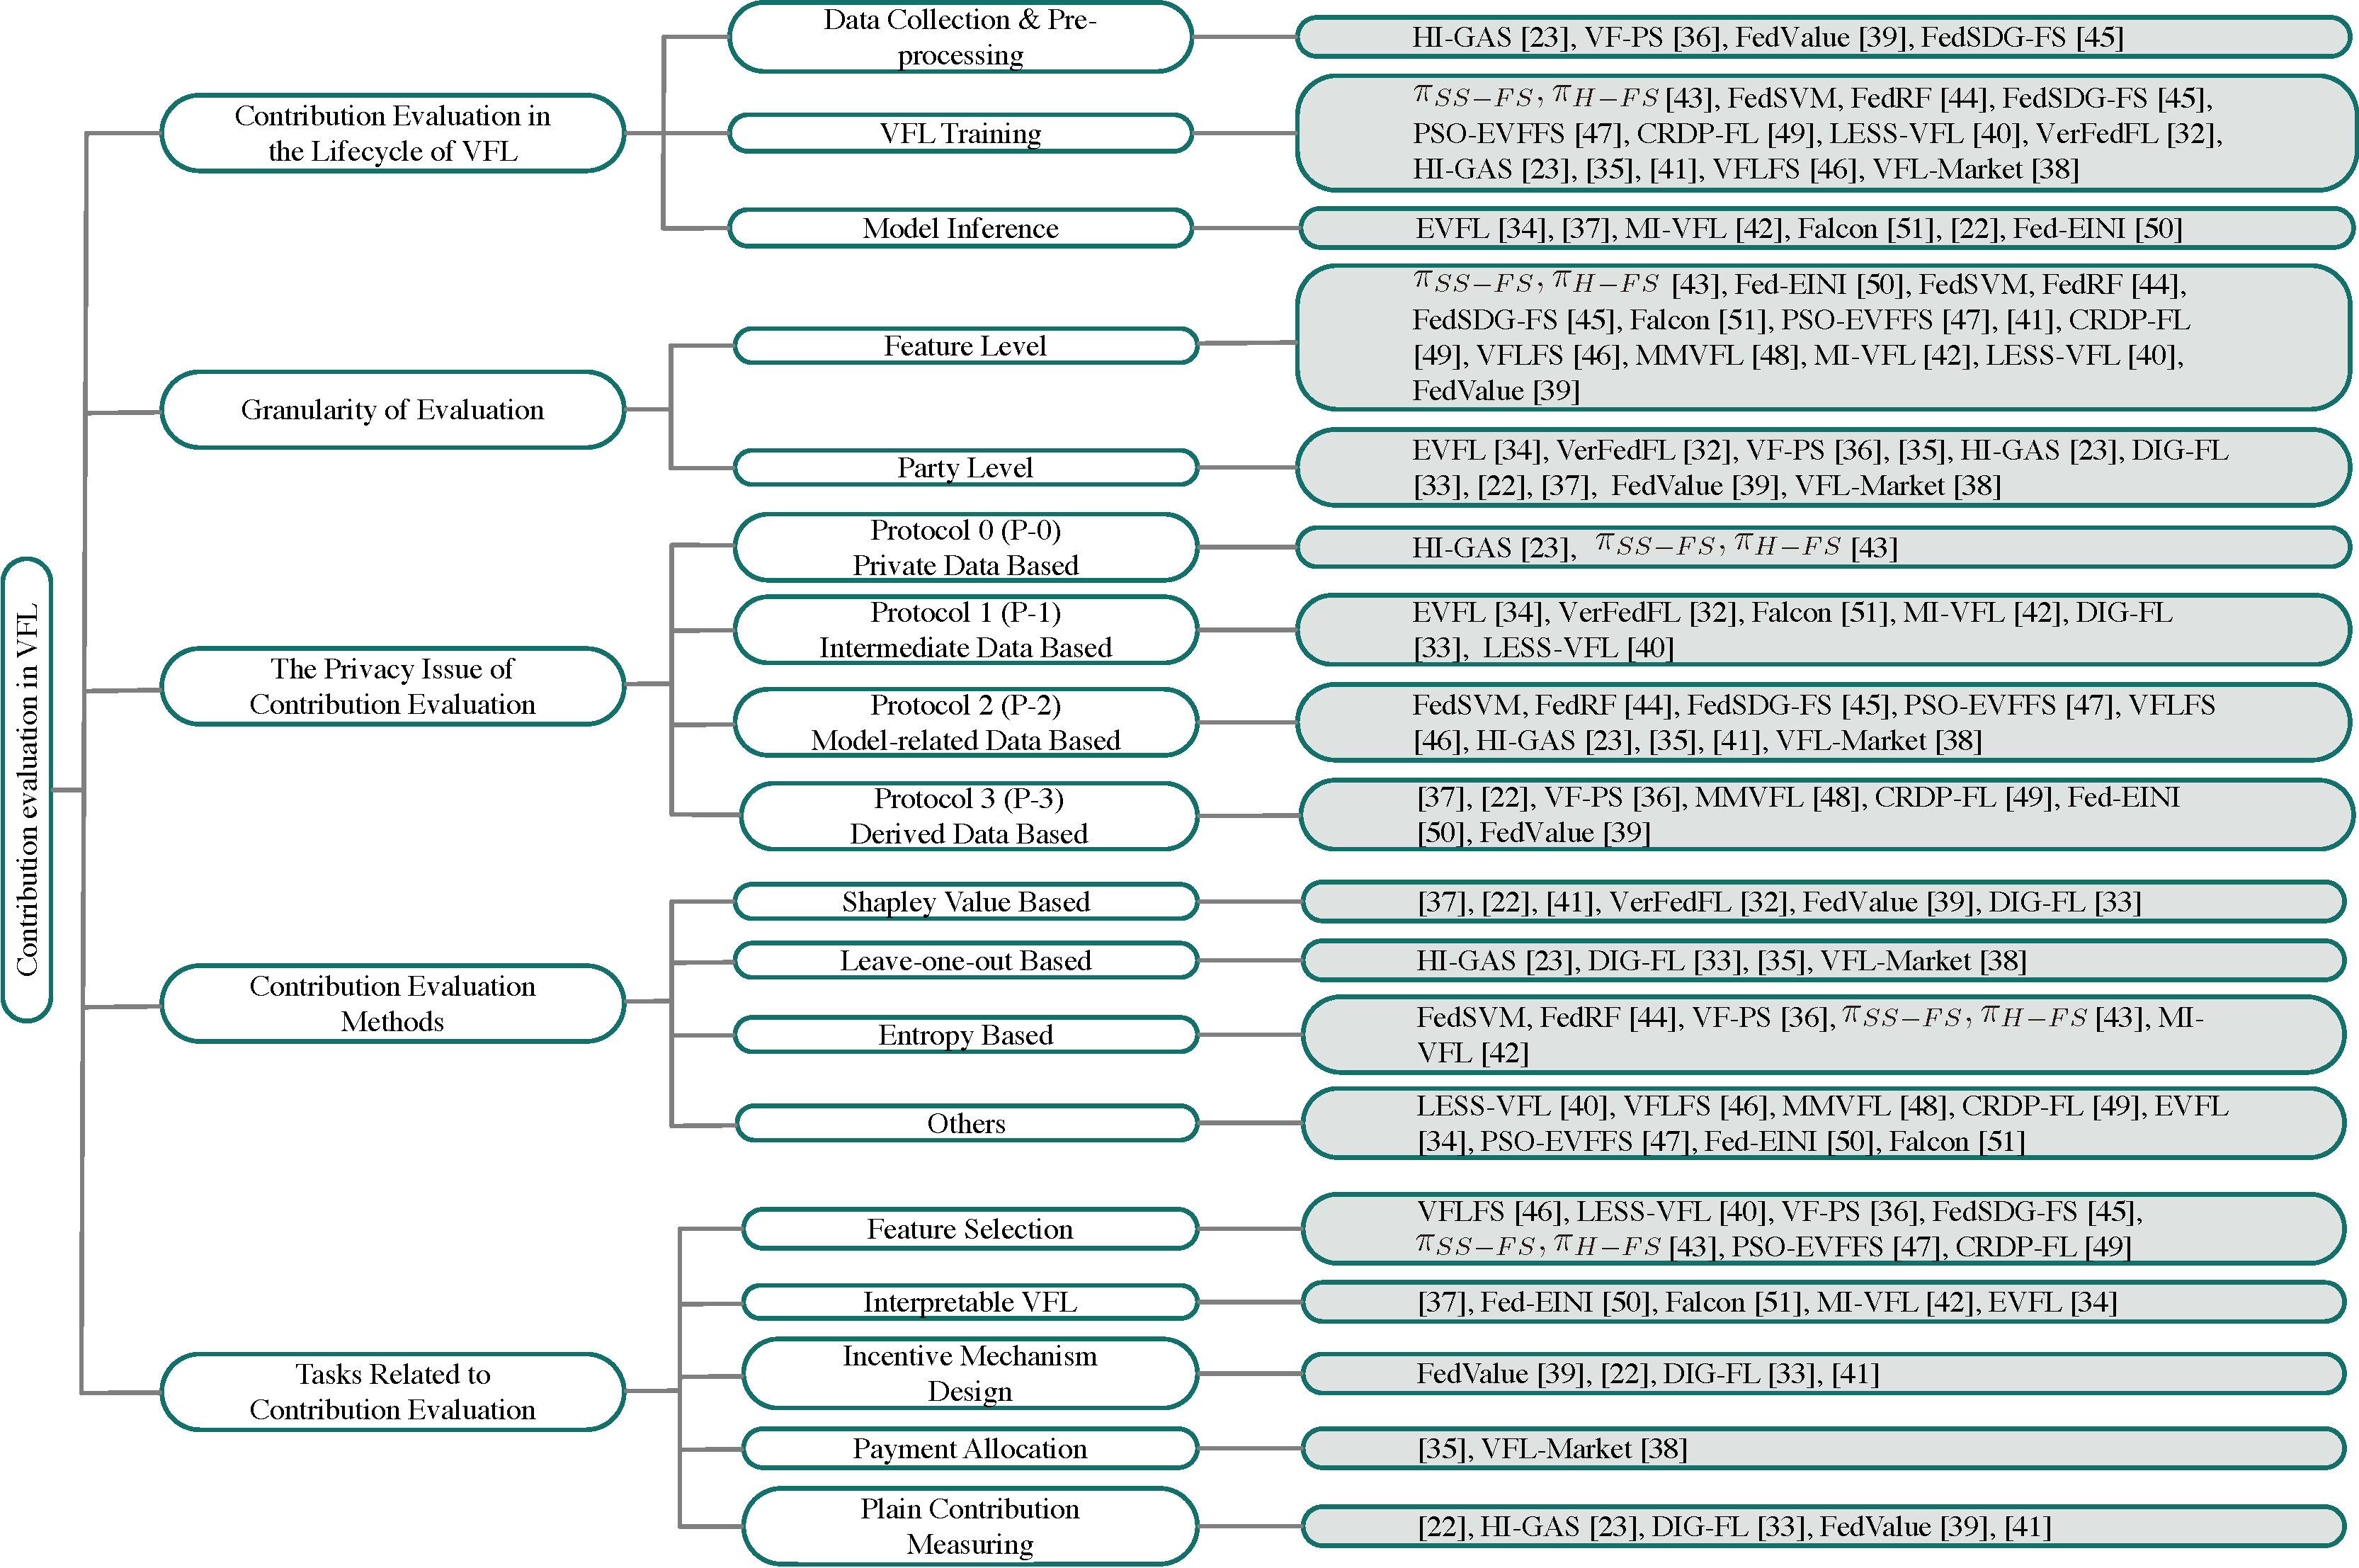 Contribution evaluation in VFL
Contribution Evaluation in
the Lifecycle of VFL
Data Collection & Pre-
processing
HI-GAS [23], VF-PS [36], FedValue [39], FedSDG-FS [45]
VFL Training
π_{SS−FS}, π_{H−FS} [43], FedSVM, FedRF [44], FedSDG-FS [45],
PSO-EVFFS [47], CRDP-FL [49], LESS-VFL [40], VerFedFL [32],
HI-GAS [23], [35], [41], VFLFS [46], VFL-Market [38]
Model Inference
EVFL [34], [37], MI-VFL [42], Falcon [51], [22], Fed-EINI [50]
Granularity of Evaluation
Feature Level
π_{SS−FS}, π_{H−FS} [43], Fed-EINI [50], FedSVM, FedRF [44],
FedSDG-FS [45], Falcon [51], PSO-EVFFS [47], [41], CRDP-FL
[49], VFLFS [46], MMVFL [48], MI-VFL [42], LESS-VFL [40],
FedValue [39]
Party Level
EVFL [34], VerFedFL [32], VF-PS [36], [35], HI-GAS [23], DIG-FL
[33], [22], [37], FedValue [39], VFL-Market [38]
The Privacy Issue of
Contribution Evaluation
Protocol 0 (P-0)
Private Data Based
HI-GAS [23], π_{SS−FS}, π_{H−FS} [43]
Protocol 1 (P-1)
Intermediate Data Based
EVFL [34], VerFedFL [32], Falcon [51], MI-VFL [42], DIG-FL
[33], LESS-VFL [40]
Protocol 2 (P-2)
Model-related Data Based
FedSVM, FedRF [44], FedSDG-FS [45], PSO-EVFFS [47], VFLFS
[46], HI-GAS [23], [35], [41], VFL-Market [38]
Protocol 3 (P-3)
Derived Data Based
[37], [22], VF-PS [36], MMVFL [48], CRDP-FL [49], Fed-EINI
[50], FedValue [39]
Contribution Evaluation
Methods
Shapley Value Based
[37], [22], [41], VerFedFL [32], FedValue [39], DIG-FL [33]
Leave-one-out Based
HI-GAS [23], DIG-FL [33], [35], VFL-Market [38]
Entropy Based
FedSVM, FedRF [44], VF-PS [36], π_{SS−FS}, π_{H−FS} [43], MI-
VFL [42]
Others
LESS-VFL [40], VFLFS [46], MMVFL [48], CRDP-FL [49], EVFL
[34], PSO-EVFFS [47], Fed-EINI [50], Falcon [51]
Tasks Related to
Contribution Evaluation
Feature Selection
VFLFS [46], LESS-VFL [40], VF-PS [36], FedSDG-FS [45],
π_{SS−FS}, π_{H−FS} [43], PSO-EVFFS [47], CRDP-FL [49]
Interpretable VFL
[37], Fed-EINI [50], Falcon [51], MI-VFL [42], EVFL [34]
Incentive Mechanism
Design
FedValue [39], [22], DIG-FL [33], [41]
Payment Allocation
[35], VFL-Market [38]
Plain Contribution
Measuring
[22], HI-GAS [23], DIG-FL [33], FedValue [39], [41]